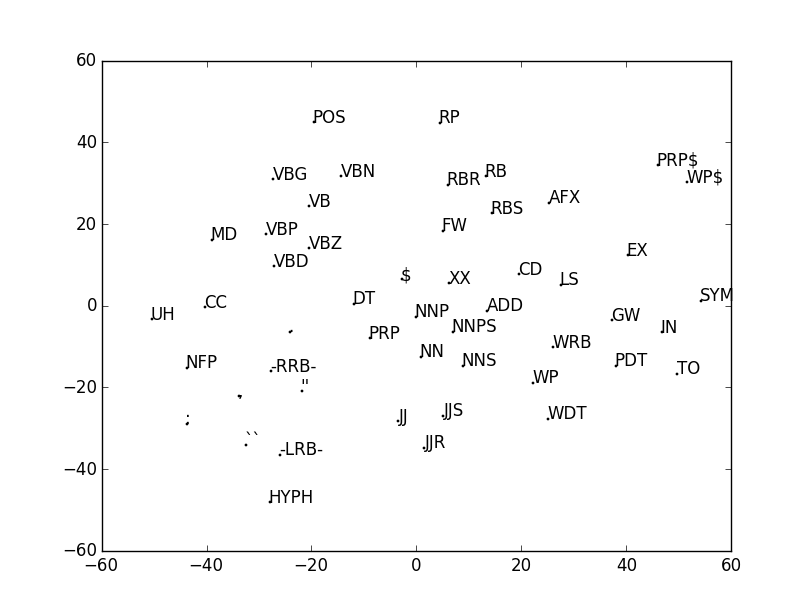 60
POS RP
40
PRP$
VBG VBN RBR RB WP$
VB AFX
RBS
20
MD VBP FW
VBZ EX
VBD
$ XX CD LS
SYM
0
UH CC DT NNP ADD GW
PRP NNPS IN
.
NN WRB
NFP -RRB- NNS PDT TO
WP
−20
''
,
: JJ JJS WDT
``
-LRB- JJR
−40
HYPH
−60
−60 −40 −20 0 20 40 60